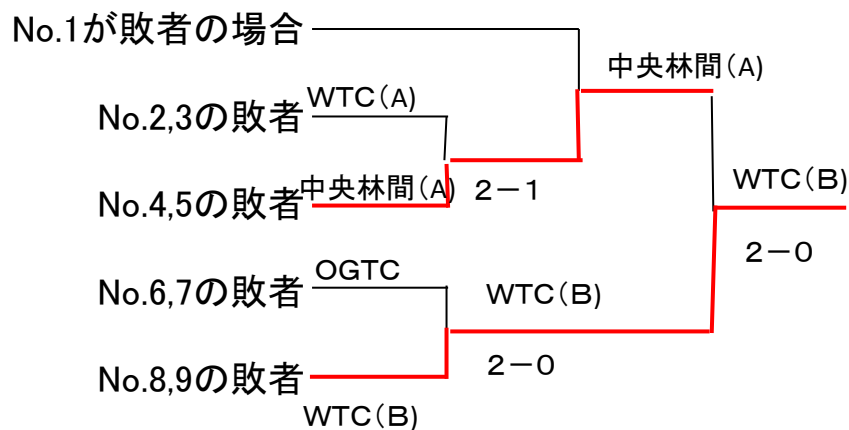 No.1が敗者の場合
中央林間(A)
No.2,3の敗者
WTC(A)
No.4,5の敗者
中央林間(A)
2－1
WTC(B)
2－0
No.6,7の敗者
OGTC
WTC(B)
No.8,9の敗者
2－0
WTC(B)